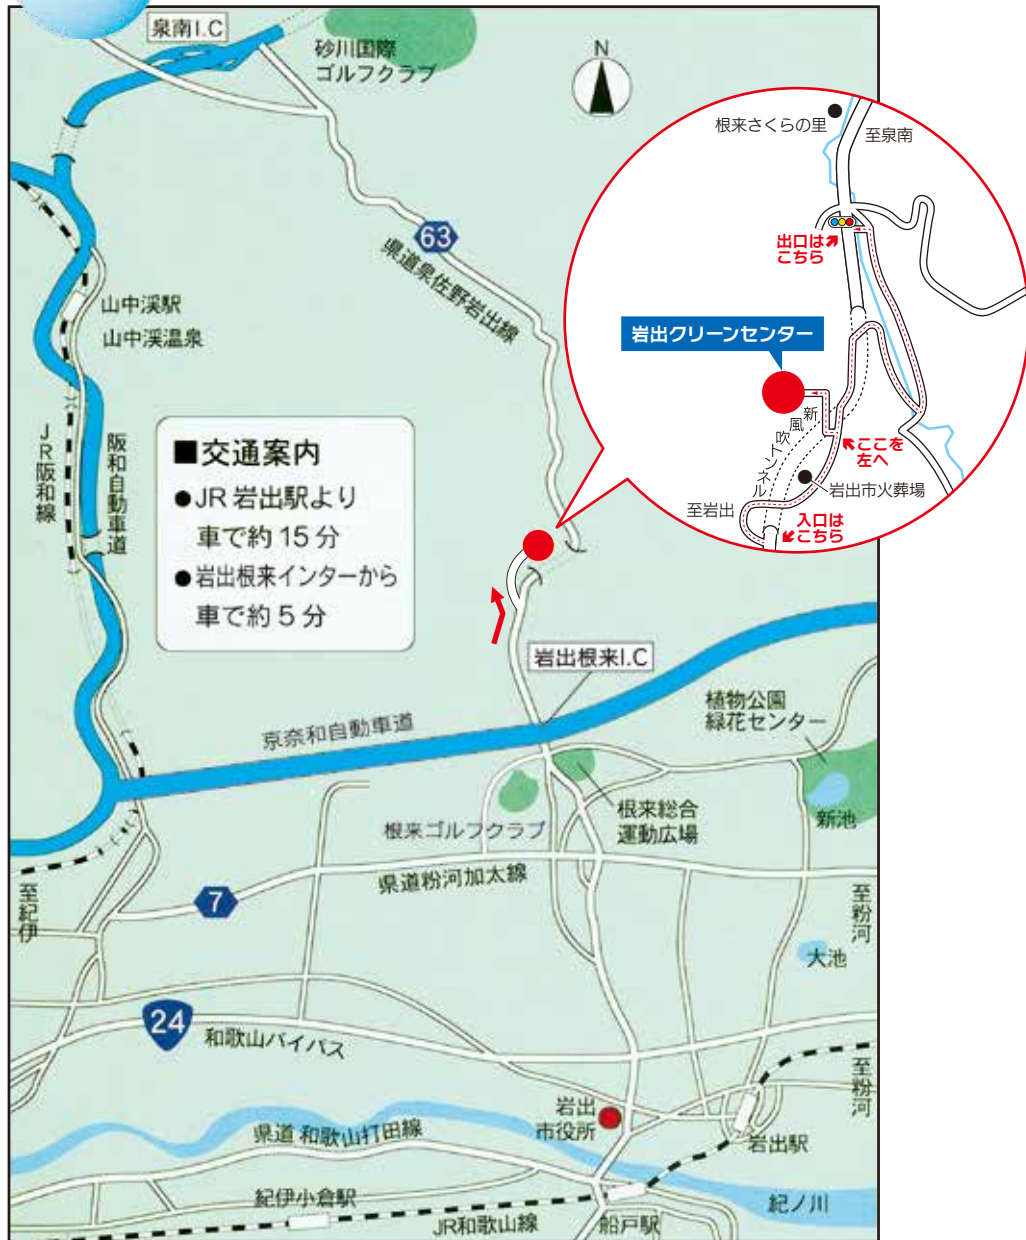 泉南I.C
砂川国際
ゴルフクラブ
N
根来さくらの里
至泉南
63
県道泉佐野岩出線
出口は
こちら
山中渓駅
山中渓温泉
岩出クリーンセンター
新風吹トンネル
ここを
左へ
岩出市火葬場
至岩出
入口は
こちら
JR阪和線
阪和自動車道
■交通案内
●JR 岩出駅より
車で約 15 分
●岩出根来インターから
車で約 5 分
岩出根来I.C
植物公園
緑花センター
京奈和自動車道
根来総合
運動広場
新池
根来ゴルフクラブ
県道粉河加太線
至紀伊
7
至粉河
大池
24
和歌山バイパス
至粉河
岩出
市役所
県道 和歌山打田線
岩出駅
紀伊小倉駅
紀ノ川
JR和歌山線
船戸駅